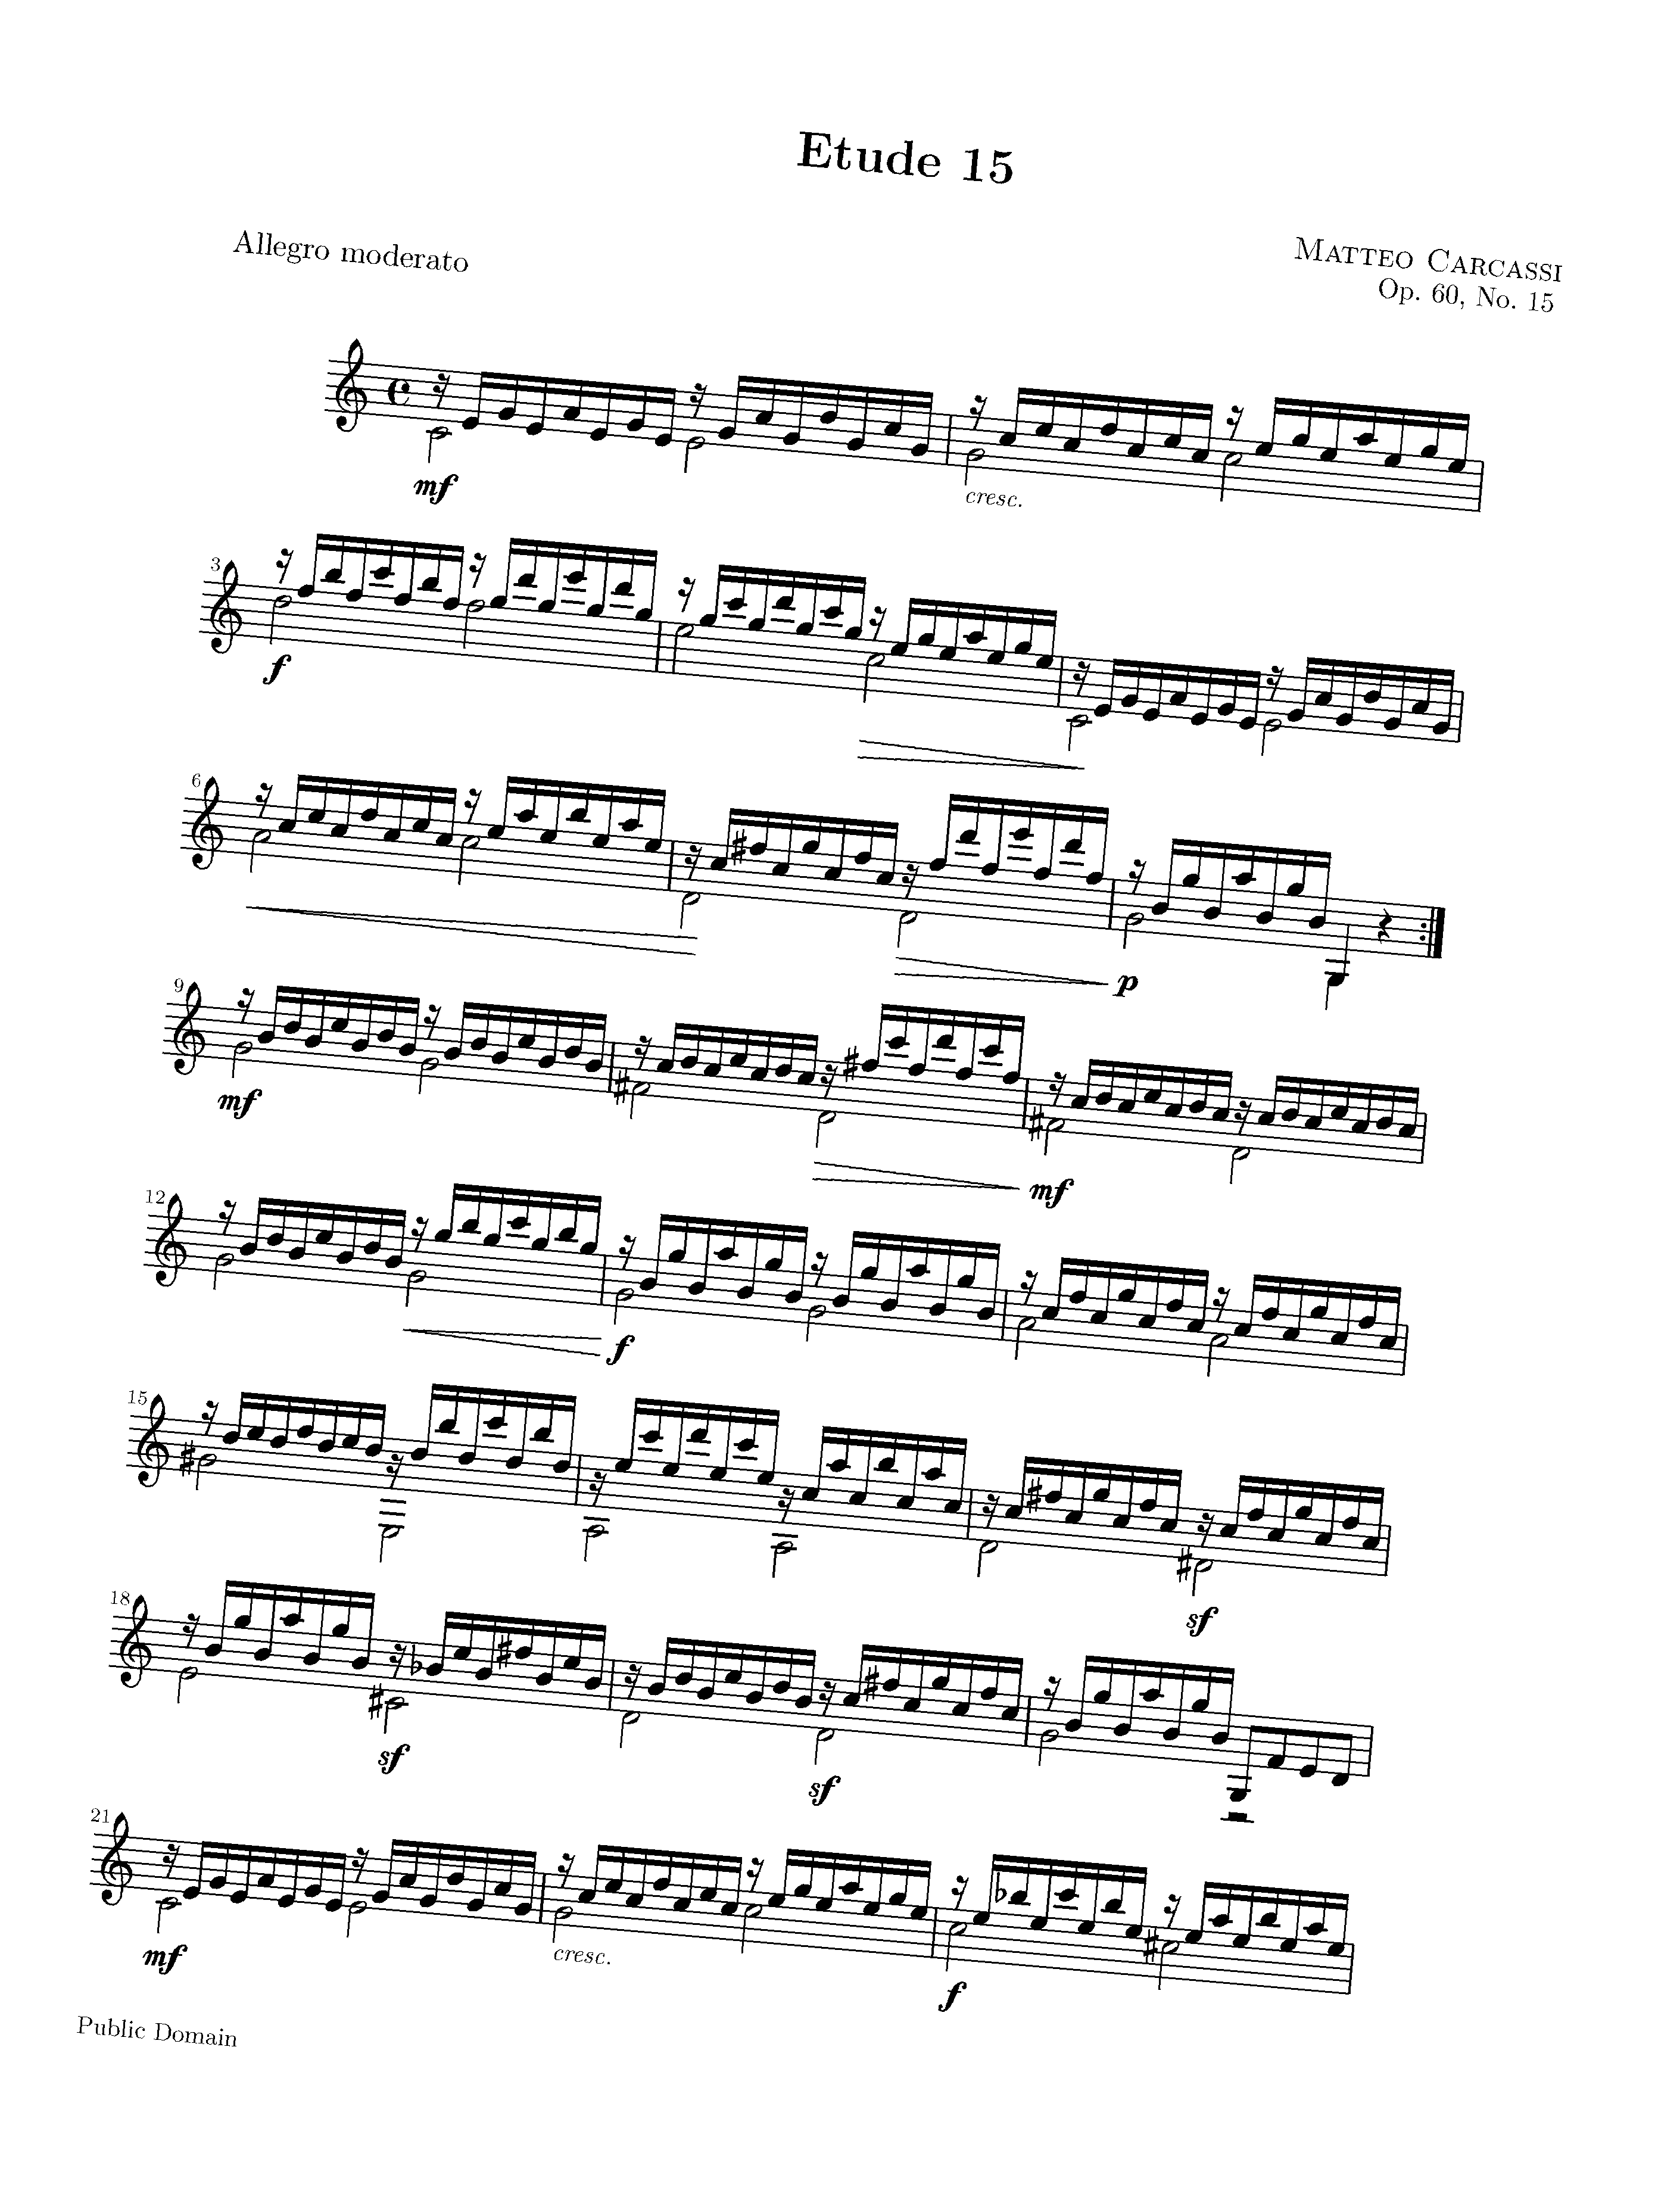 Etude 15
Allegro moderato
MATTEO CARCASSI
Op. 60, No. 15
mf
cresc.
3
f
6
p
9
mf
mf
12
f
15
sf
18
sf
sf
21
mf
cresc.
f
Public Domain